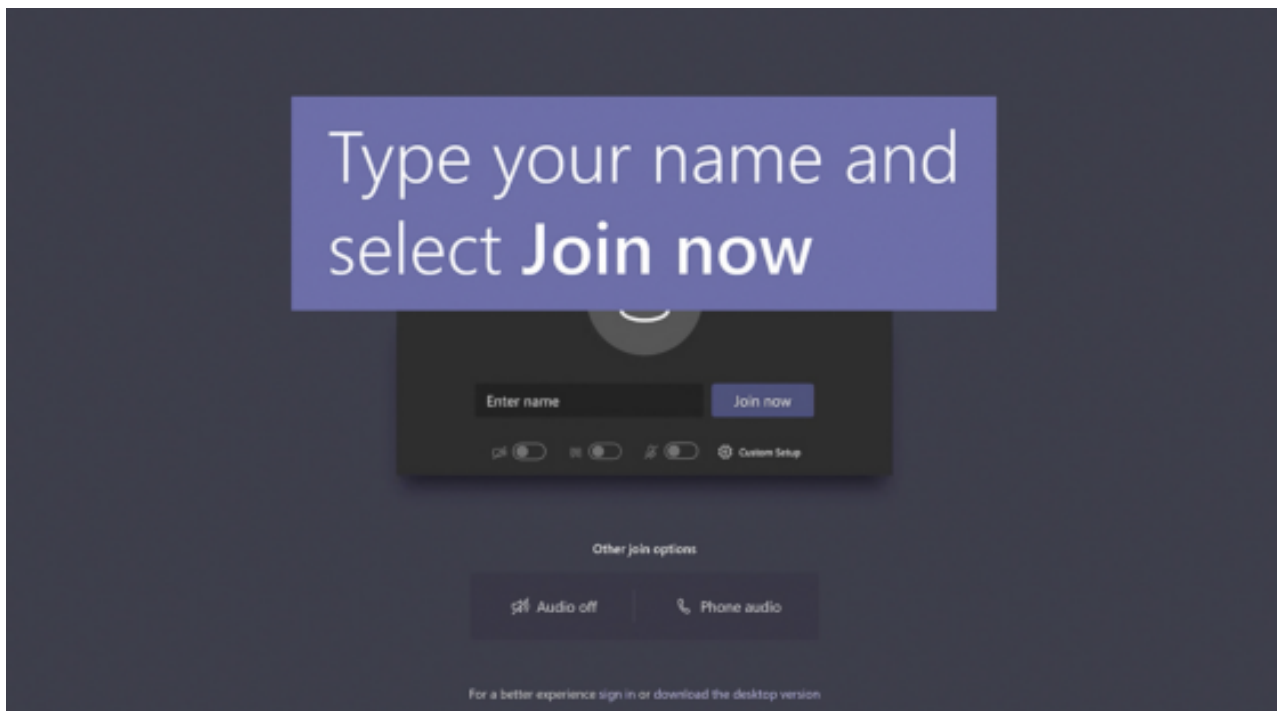 Type your name and
select Join now
Enter name
Join now
Custom Setup
Other join options
Audio off
Phone audio
For a better experience sign in or download the desktop version